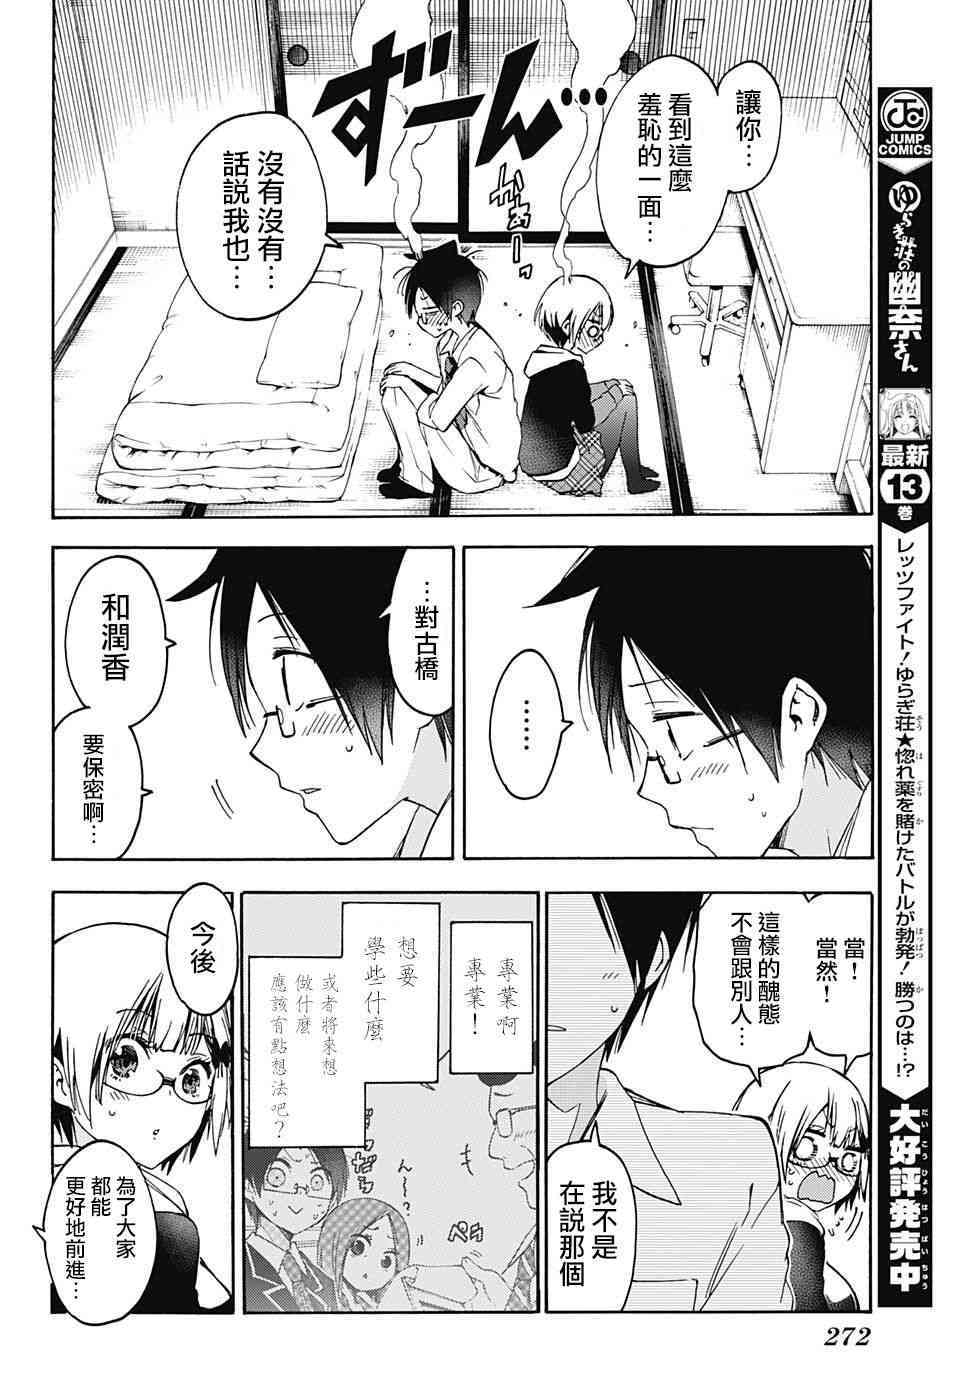 讓你…
看到這麼
羞恥的一面…
ずーん…
沒有沒有…
話說我也…
………
…對古橋
和潤香
要保密啊…
當！
當然！
這樣的醜態
不會跟別人…
我不是
在說那個
專業啊
專業！
想要
學些什麼
或者將來想
做什麼
應該有點想法吧？
ペラ
今後
為了大家
都能
更好地前進…
JUMP
COMICS
ゆらぎ荘の幽奈さん
最新
13
巻
レッツファイト！ゆらぎ荘★惚れ薬を賭けたバトルが勃発！ 勝つのは…!?
大好評発売中
272